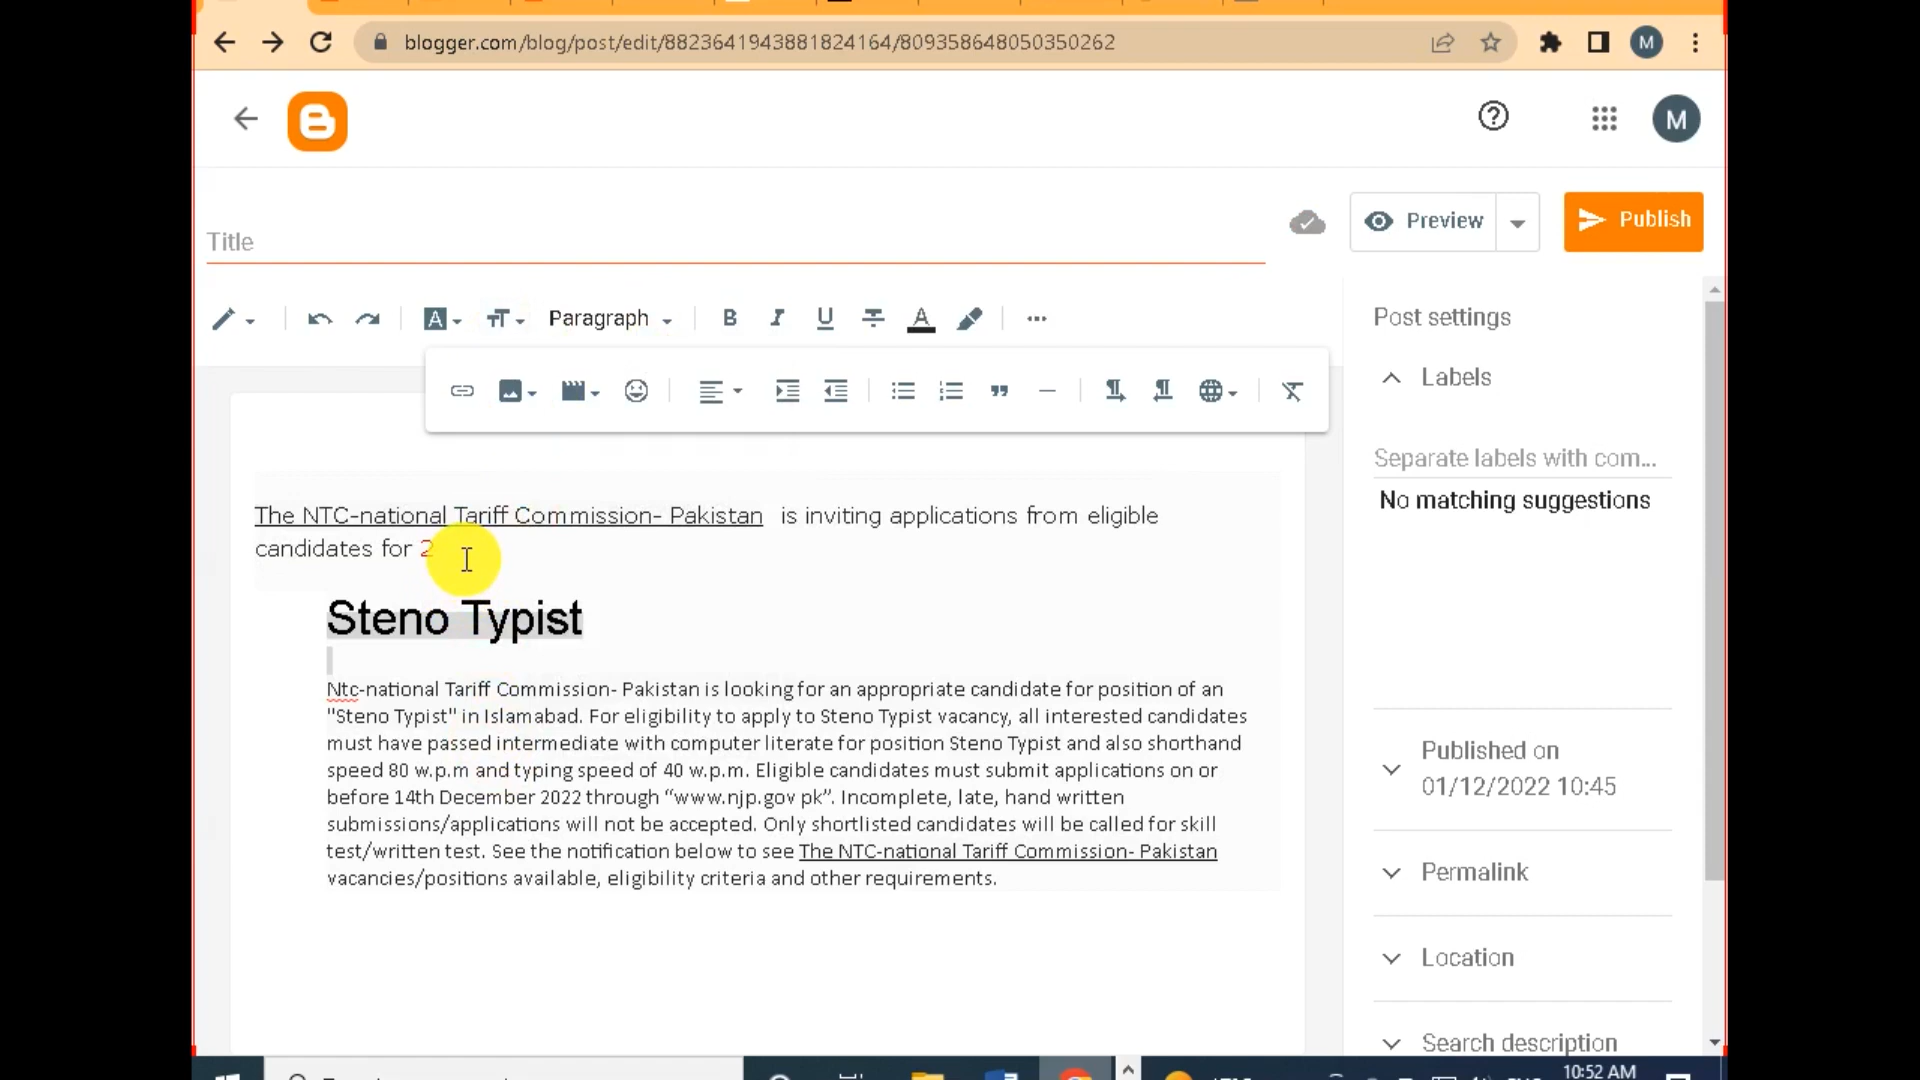 blogger.com/blog/post/edit/8823641943881824164/809358648050350262
M
M
Title
Preview
Publish
Paragraph
Post settings
Labels
Separate labels with com...
No matching suggestions
The NTC-national Tariff Commission- Pakistan is inviting applications from eligible
candidates for 2
Steno Typist
Ntc-national Tariff Commission- Pakistan is looking for an appropriate candidate for position of an
"Steno Typist" in Islamabad. For eligibility to apply to Steno Typist vacancy, all interested candidates
must have passed intermediate with computer literate for position Steno Typist and also shorthand
speed 80 w.p.m and typing speed of 40 w.p.m. Eligible candidates must submit applications on or
before 14th December 2022 through “www.njp.gov pk”. Incomplete, late, hand written
submissions/applications will not be accepted. Only shortlisted candidates will be called for skill
test/written test. See the notification below to see The NTC-national Tariff Commission- Pakistan
vacancies/positions available, eligibility criteria and other requirements.
Published on
01/12/2022 10:45
Permalink
Location
Search description
10:52 AM